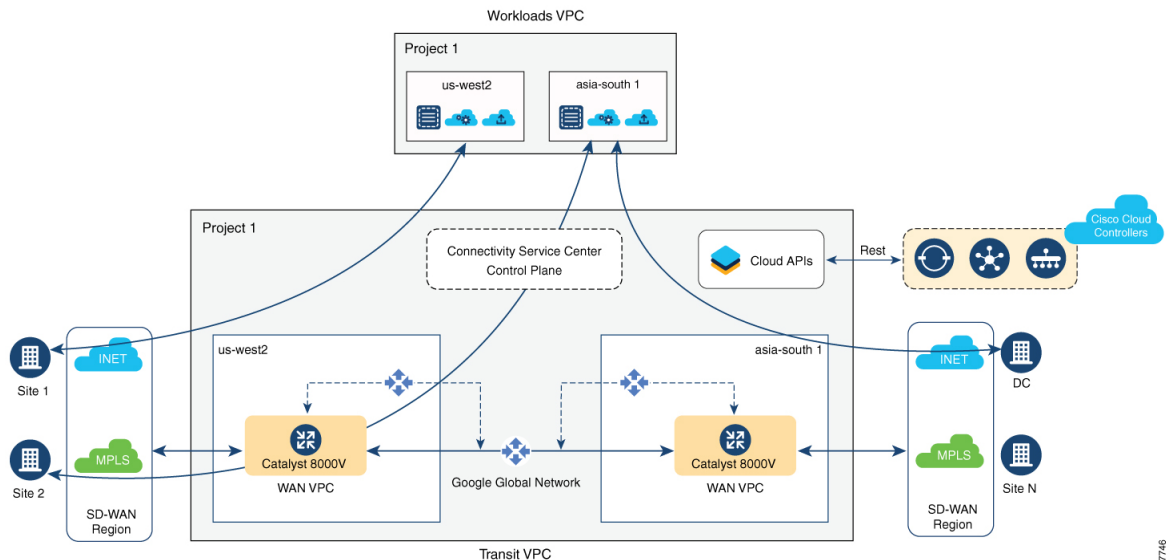 Workloads VPC
Project 1
us-west2
asia-south 1
Project 1
Connectivity Service Center
Control Plane
Cloud APIs
Rest
Cisco Cloud
Controllers
us-west2
asia-south 1
INET
Site 1
INET
DC
MPLS
Site 2
Catalyst 8000V
WAN VPC
Google Global Network
Catalyst 8000V
WAN VPC
MPLS
Site N
SD-WAN
Region
SD-WAN
Region
Transit VPC